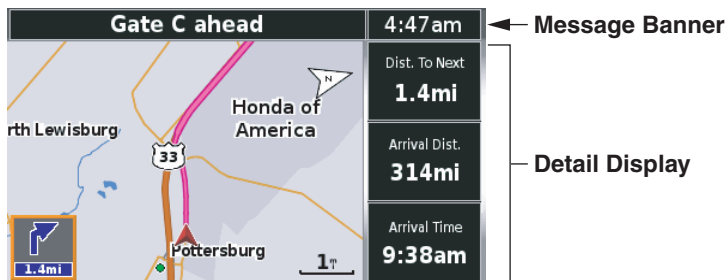 Gate C ahead
4:47am
Message Banner
Dist. To Next
1.4mi
N
Honda of
America
rth Lewisburg
33
Arrival Dist.
314mi
Detail Display
Arrival Time
9:38am
Pottersburg
1.4mi
1